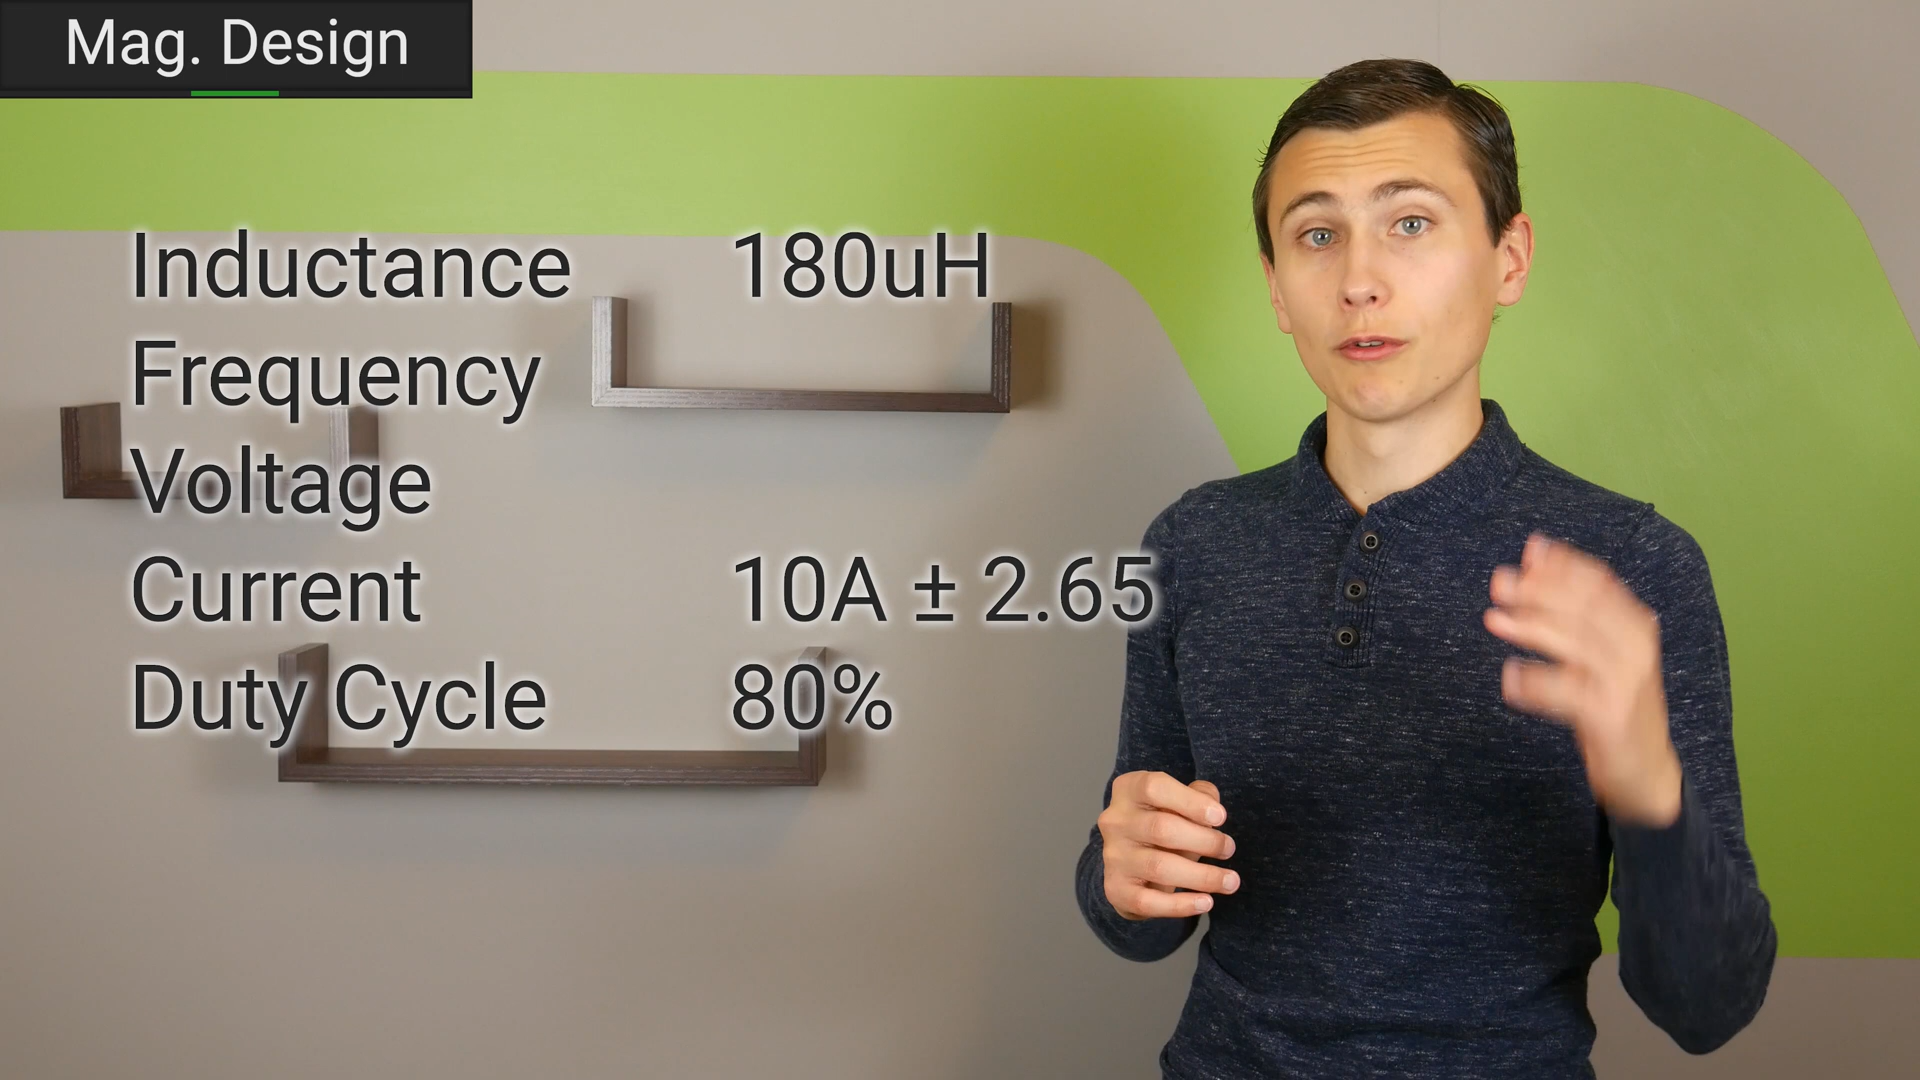 Mag. Design
Inductance 180uH
Frequency
Voltage
Current 10A ± 2.65
Duty Cycle 80%